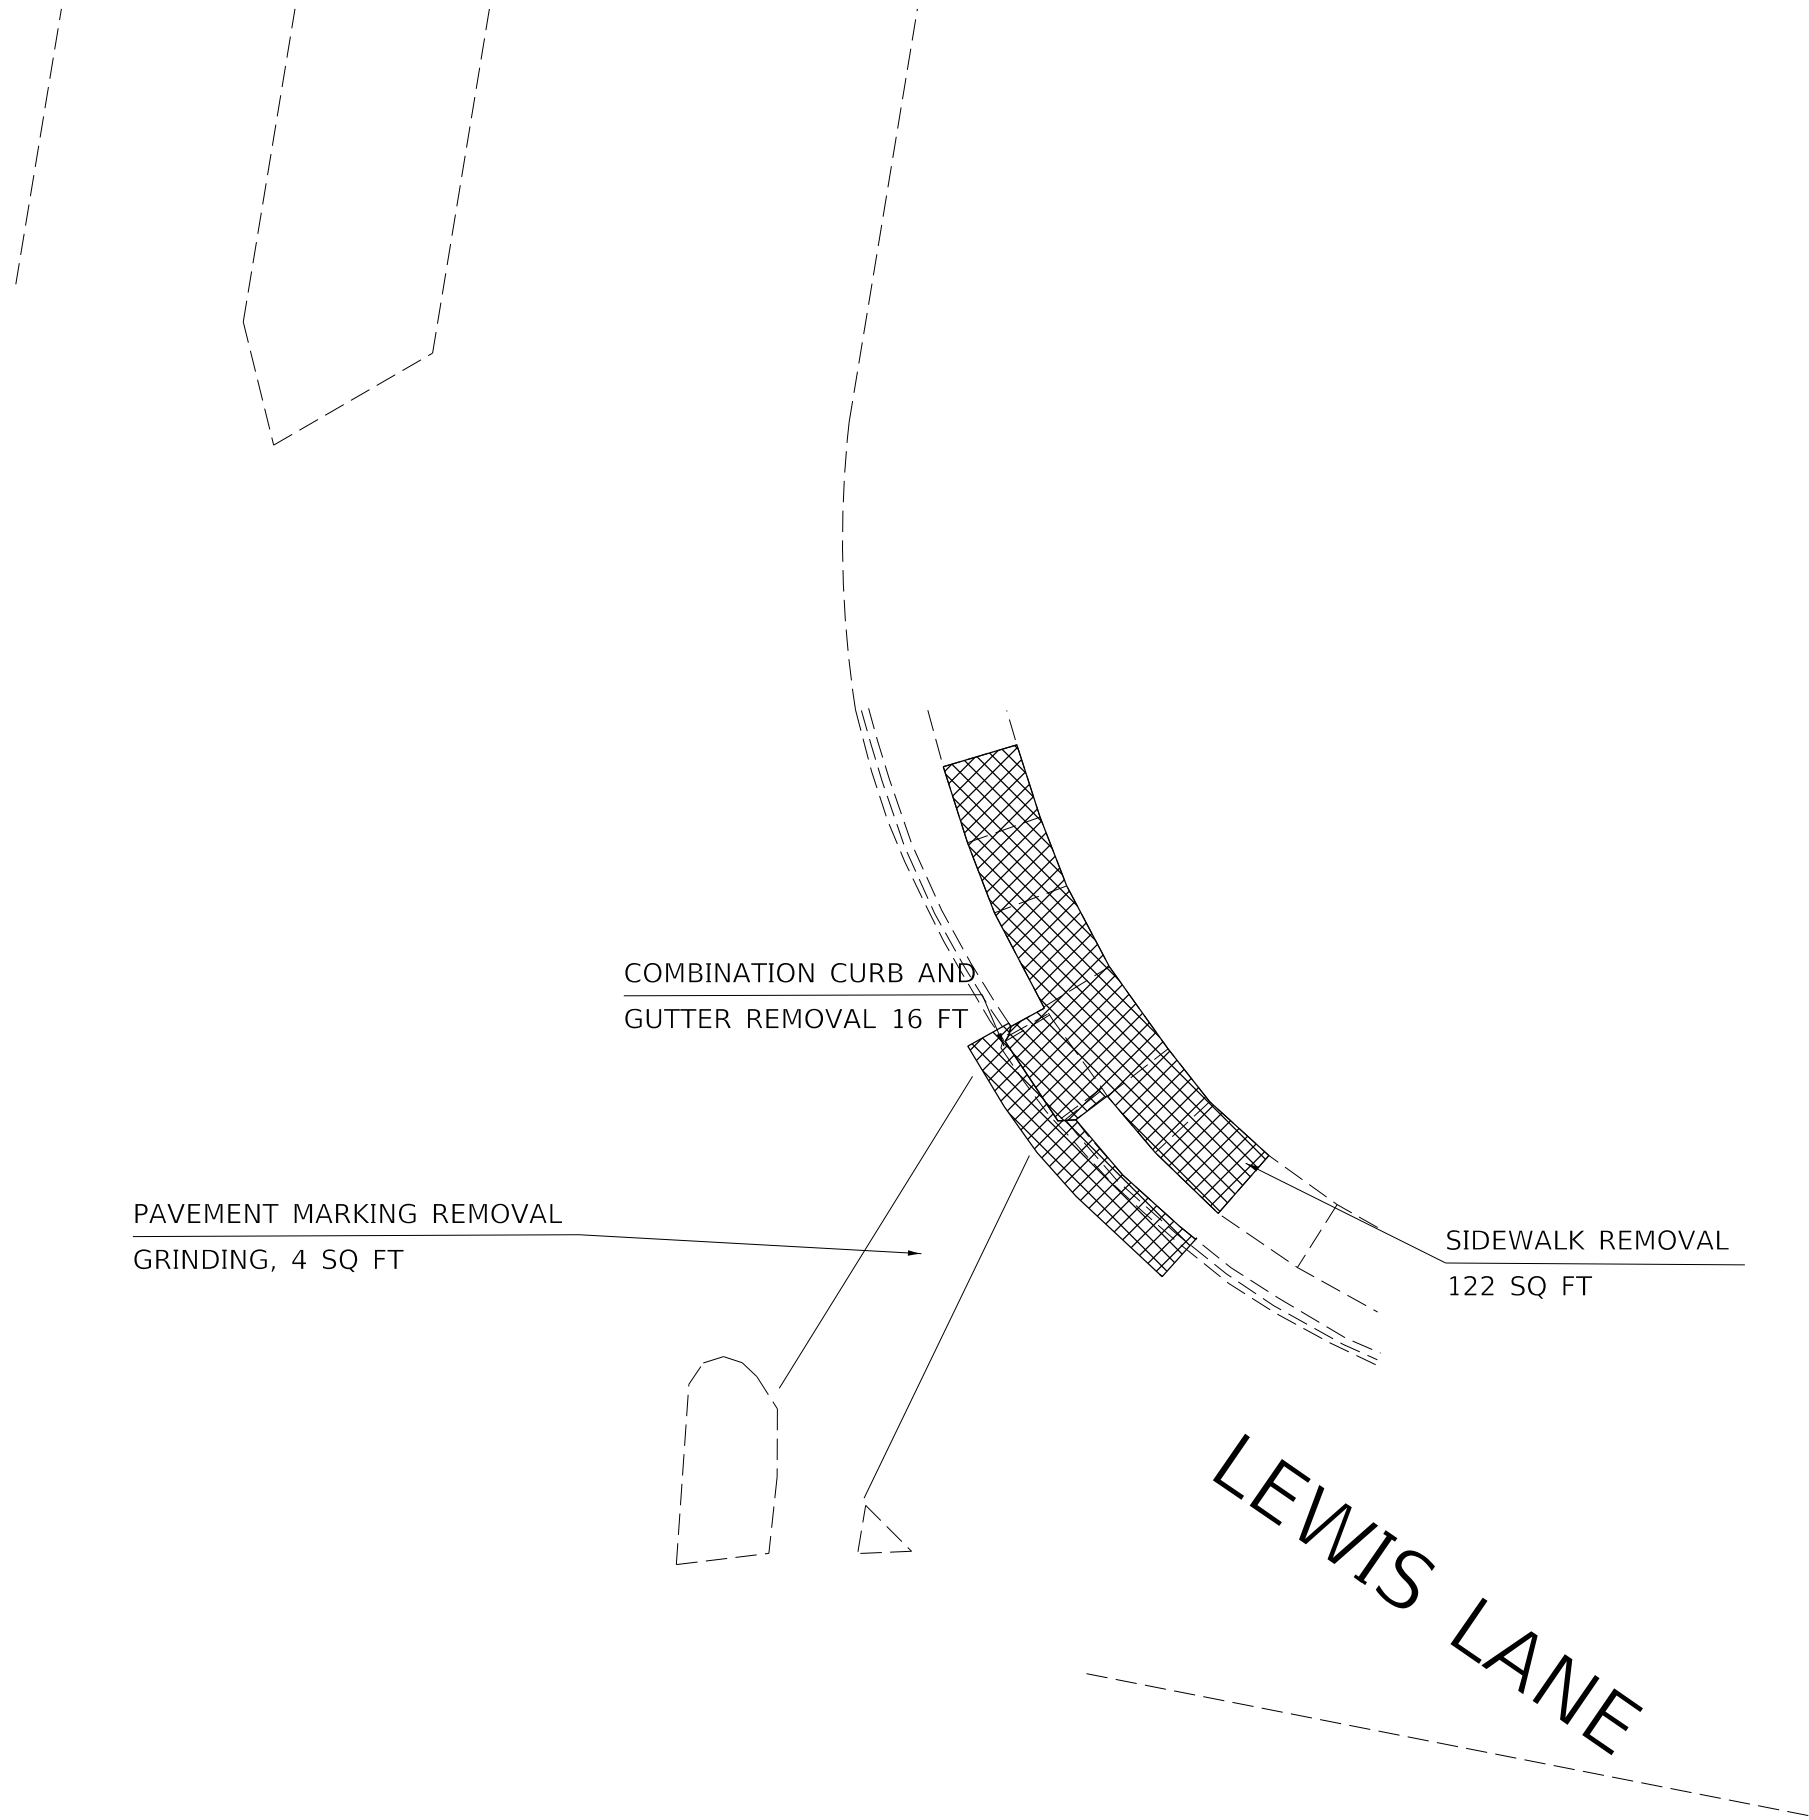 COMBINATION CURB AND
GUTTER REMOVAL 16 FT
PAVEMENT MARKING REMOVAL
GRINDING, 4 SQ FT
SIDEWALK REMOVAL
122 SQ FT
LEWIS LANE